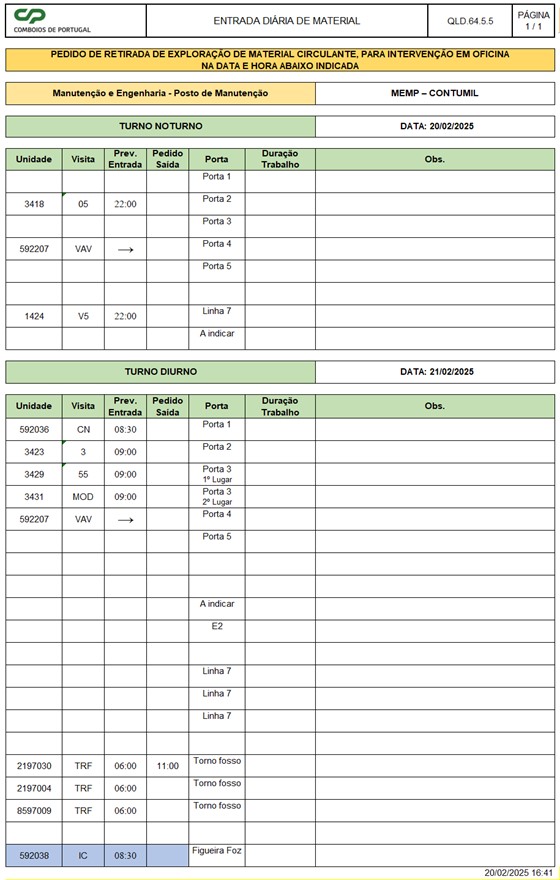 CP
COMBOIOS DE PORTUGAL
ENTRADA DIÁRIA DE MATERIAL
QLD.64.5.5
PÁGINA
1 / 1
PEDIDO DE RETIRADA DE EXPLORAÇÃO DE MATERIAL CIRCULANTE, PARA INTERVENÇÃO EM OFICINA
NA DATA E HORA ABAIXO INDICADA
Manutenção e Engenharia - Posto de Manutenção
MEMP – CONTUMIL
TURNO NOTURNO
DATA: 20/02/2025
Unidade Visita Prev. Entrada Pedido Saída Porta Duração Trabalho Obs.
Porta 1
3418 05 22:00 Porta 2
Porta 3
592207 VAV → Porta 4
Porta 5
1424 V5 22:00 Linha 7
A indicar
TURNO DIURNO
DATA: 21/02/2025
Unidade Visita Prev. Entrada Pedido Saída Porta Duração Trabalho Obs.
592036 CN 08:30 Porta 1
3423 3 09:00 Porta 2
3429 55 09:00 Porta 3 1º Lugar
3431 MOD 09:00 Porta 3 2º Lugar
592207 VAV → Porta 4
Porta 5
A indicar
E2
Linha 7
Linha 7
Linha 7
2197030 TRF 06:00 11:00 Torno fosso
2197004 TRF 06:00 Torno fosso
8597009 TRF 06:00 Torno fosso
592038 IC 08:30 Figueira Foz
20/02/2025 16:41